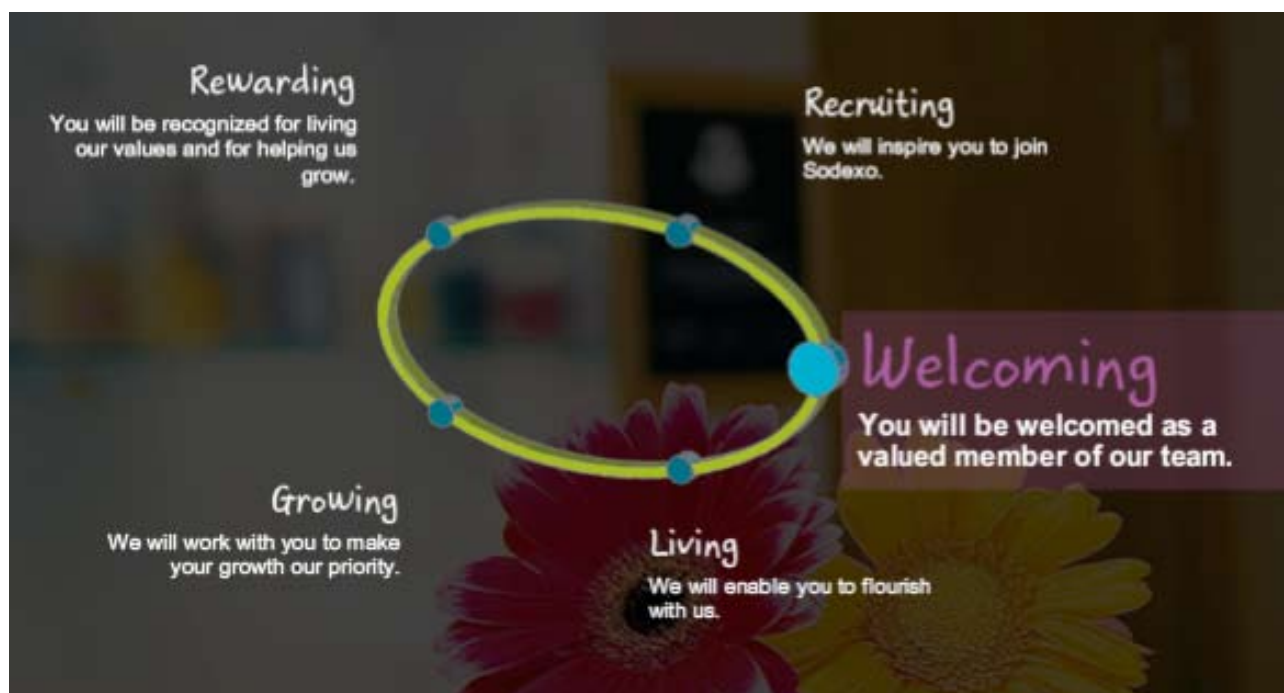 Rewarding
You will be recognized for living
our values and for helping us
grow.
Recruiting
We will inspire you to join
Sodexo.
Welcoming
You will be welcomed as a
valued member of our team.
Growing
We will work with you to make
your growth our priority.
Living
We will enable you to flourish
with us.